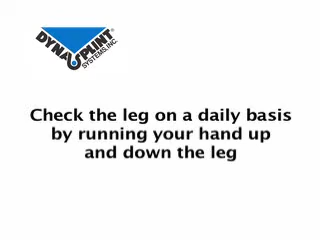 DYNASPLINT
SYSTEMS, INC.
®
Check the leg on a daily basis
by running your hand up
and down the leg